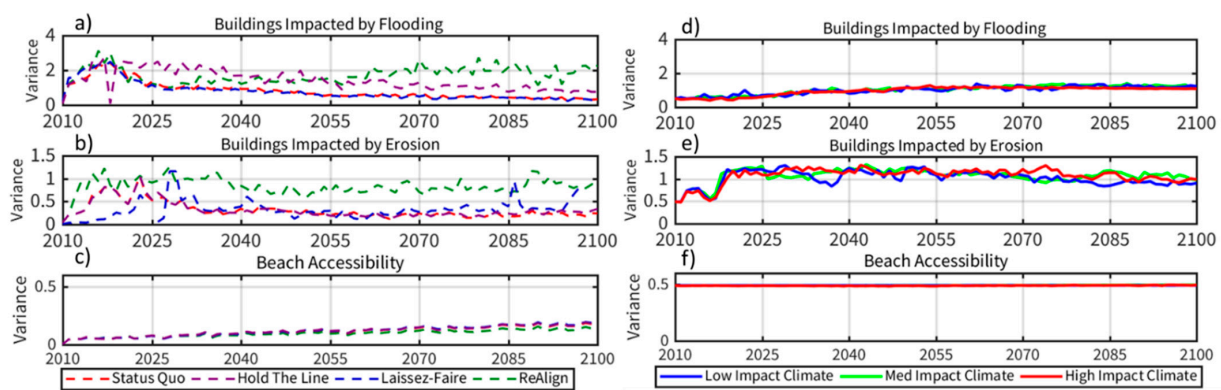 a)
Buildings Impacted by Flooding
Variance
4
2
0
2010 2025 2040 2055 2070 2085 2100
b)
Buildings Impacted by Erosion
Variance
1.5
1
0.5
0
2010 2025 2040 2055 2070 2085 2100
c)
Beach Accessibility
Variance
0.5
0
2010 2025 2040 2055 2070 2085 2100
Status Quo Hold The Line Laissez-Faire ReAlign
d)
Buildings Impacted by Flooding
Variance
4
2
0
2010 2025 2040 2055 2070 2085 2100
e)
Buildings Impacted by Erosion
Variance
1.5
1
0.5
0
2010 2025 2040 2055 2070 2085 2100
f)
Beach Accessibility
Variance
0.5
0
2010 2025 2040 2055 2070 2085 2100
Low Impact Climate Med Impact Climate High Impact Climate